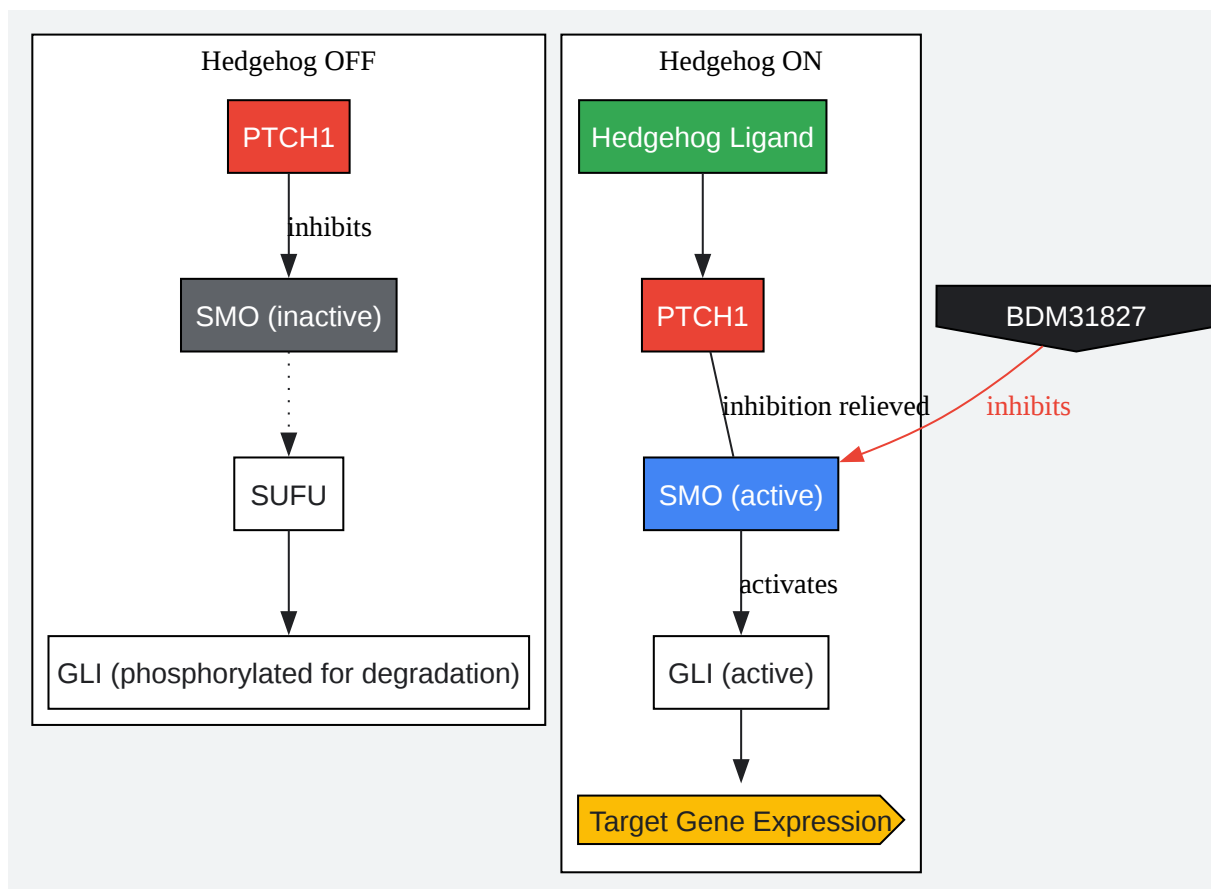 Hedgehog OFF
PTCH1
inhibits
SMO (inactive)
SUFU
GLI (phosphorylated for degradation)
Hedgehog ON
Hedgehog Ligand
PTCH1
inhibition relieved
SMO (active)
activates
GLI (active)
Target Gene Expression
BDM31827
inhibits